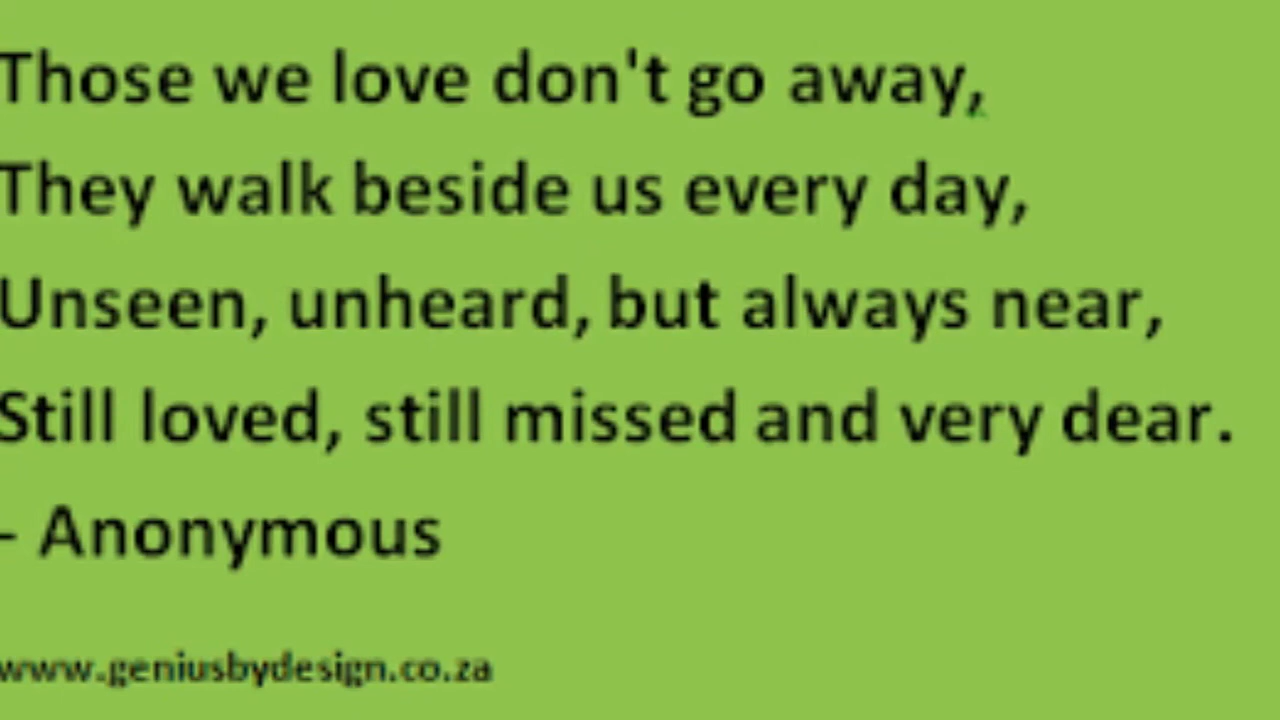 Those we love don't go away,
They walk beside us every day,
Unseen, unheard, but always near,
Still loved, still missed and very dear.
- Anonymous
www.geniusbydesign.co.za